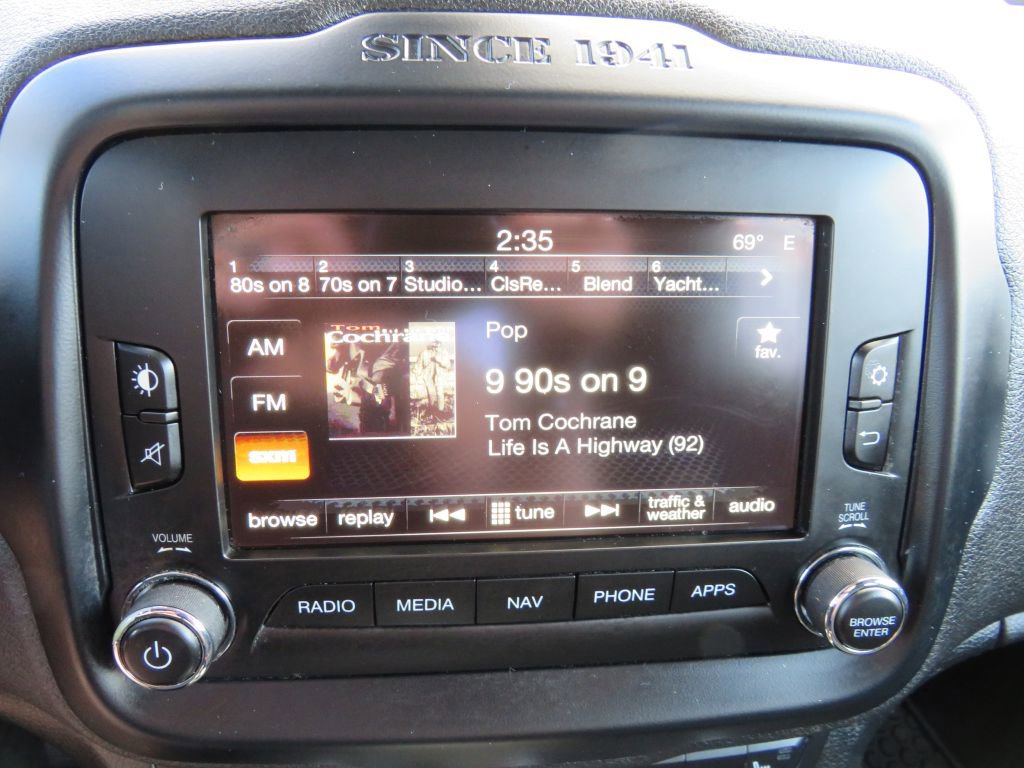 SINCE 1941
2:35
69° E
1 2 3 4 5 6
80s on 8 70s on 7 Studio... ClsRe... Blend Yacht...
AM
FM
sxm
Tom
Cochrane
Pop
9 90s on 9
Tom Cochrane
Life Is A Highway (92)
fav.
browse replay tune traffic & weather audio
VOLUME
TUNE
SCROLL
RADIO MEDIA NAV PHONE APPS
BROWSE
ENTER